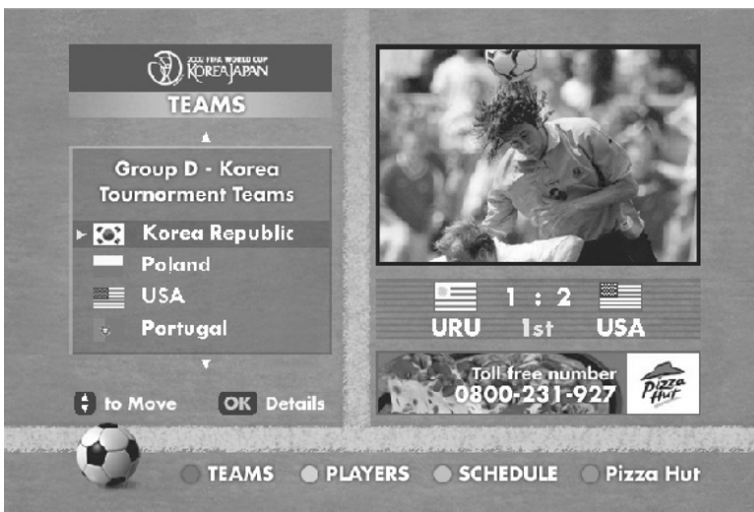 2002 FIFA WORLD CUP
KOREA JAPAN
TEAMS
Group D - Korea
Tournorment Teams
Korea Republic
Poland
USA
Portugal
to Move
OK Details
1 : 2
URU 1st USA
Toll free number
0800-231-927
Pizza
Hut
TEAMS PLAYERS SCHEDULE Pizza Hut